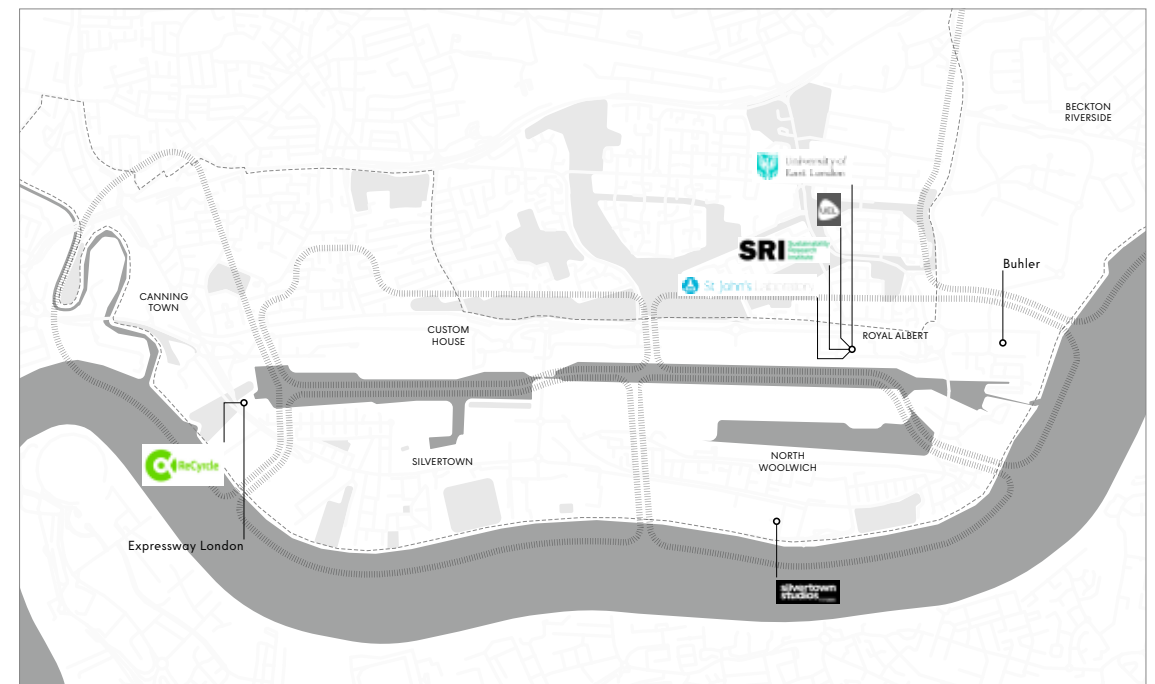 BECKTON
RIVERSIDE
University of
East London
UCL
SRI Sustainability
Research
Institute
St John's Laboratory
Buhler
CANNING
TOWN
CUSTOM
HOUSE
ROYAL ALBERT
ReCycle
SILVERTOWN
NORTH
WOOLWICH
Expressway London
silvertown
studios